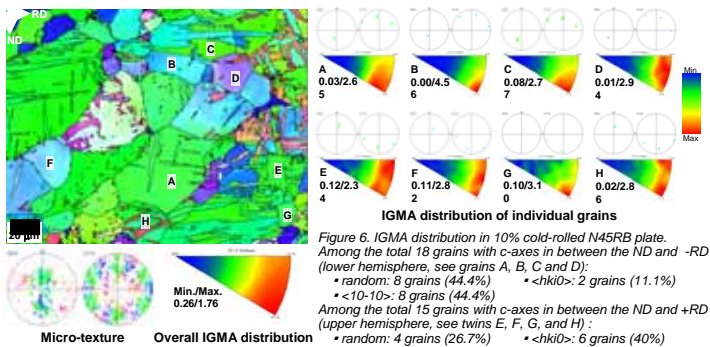 RD
ND
C
B
D
F
A
E
G
H
20 µm
Micro-texture
Min./Max.
0.26/1.76
Overall IGMA distribution
A
0.03/2.6
5
B
0.00/4.5
6
C
0.08/2.7
7
D
0.01/2.9
4
E
0.12/2.3
4
F
0.11/2.8
2
G
0.10/3.1
0
H
0.02/2.8
6
Min
Max
IGMA distribution of individual grains
Figure 6. IGMA distribution in 10% cold-rolled N45RB plate.
Among the total 18 grains with c-axes in between the ND and -RD
(lower hemisphere, see grains A, B, C and D):
▪ random: 8 grains (44.4%) ▪ <hki0>: 2 grains (11.1%)
▪ <10-10>: 8 grains (44.4%)
Among the total 15 grains with c-axes in between the ND and +RD
(upper hemisphere, see twins E, F, G, and H) :
▪ random: 4 grains (26.7%) ▪ <hki0>: 6 grains (40%)